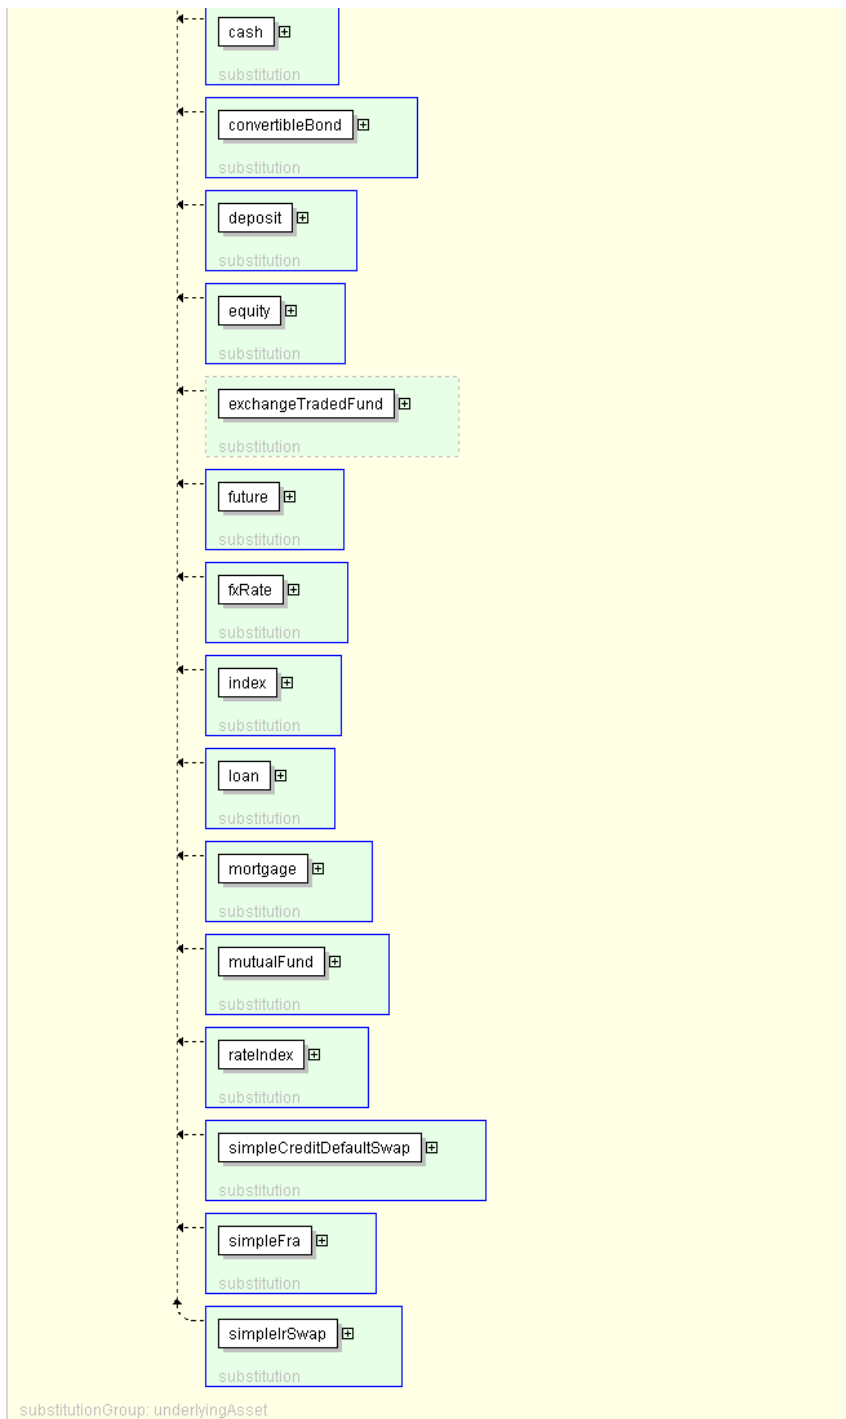 cash
substitution
convertibleBond
substitution
deposit
substitution
equity
substitution
exchangeTradedFund
substitution
future
substitution
fxRate
substitution
index
substitution
loan
substitution
mortgage
substitution
mutualFund
substitution
rateIndex
substitution
simpleCreditDefaultSwap
substitution
simpleFra
substitution
simpleIrSwap
substitution
substitutionGroup: underlyingAsset